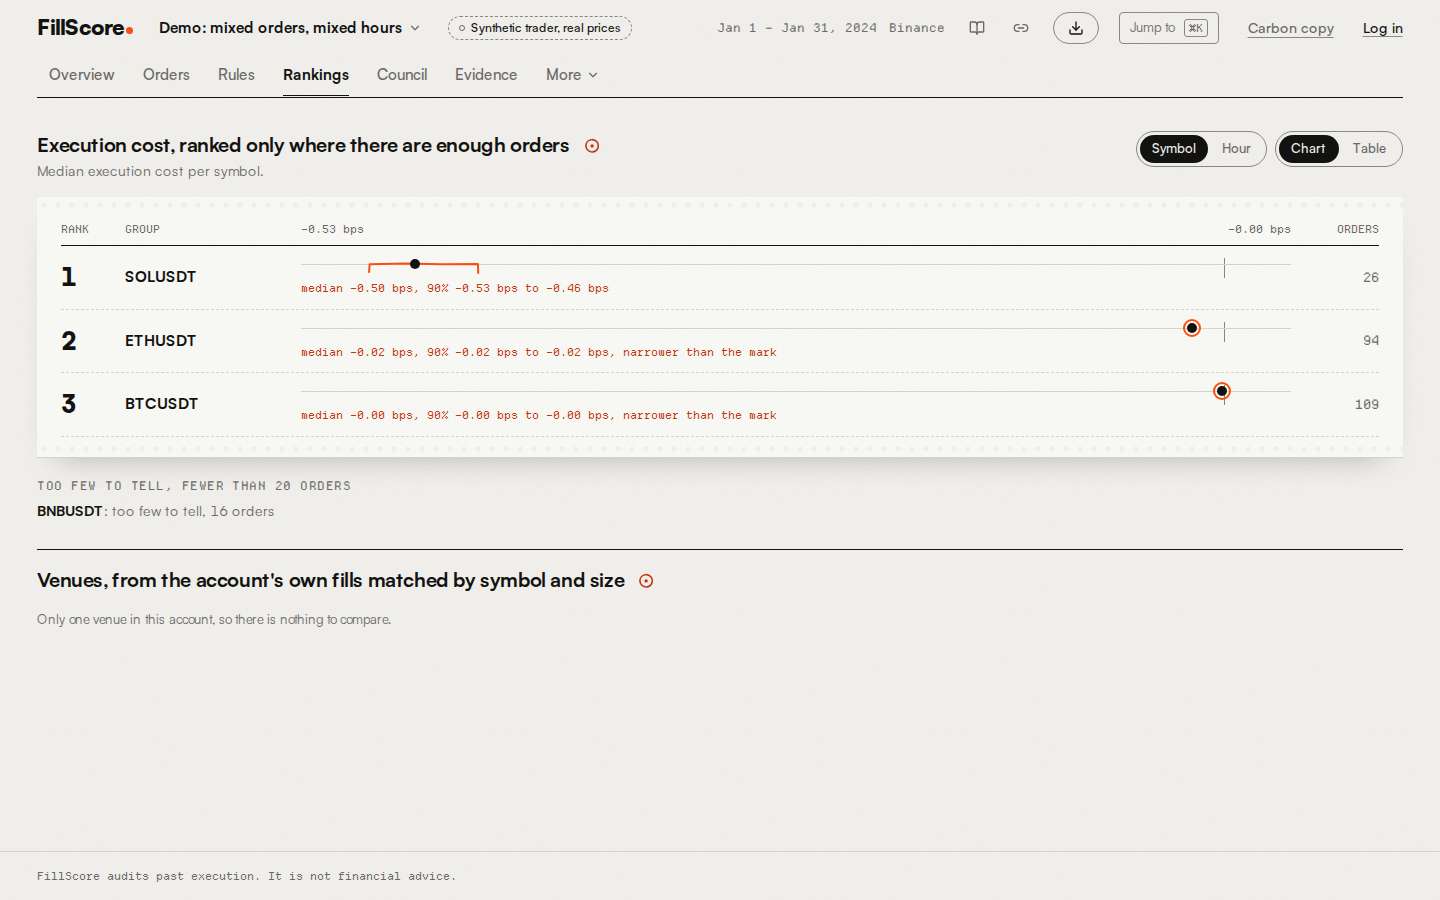 FillScore
Demo: mixed orders, mixed hours
Synthetic trader, real prices
Jan 1 – Jan 31, 2024 Binance
Jump to ⌘K
Carbon copy
Log in
Overview Orders Rules Rankings Council Evidence More
Execution cost, ranked only where there are enough orders
Median execution cost per symbol.
Symbol Hour
Chart Table
RANK GROUP −0.53 bps −0.00 bps ORDERS
1 SOLUSDT 26
median −0.50 bps, 90% −0.53 bps to −0.46 bps
2 ETHUSDT 94
median −0.02 bps, 90% −0.02 bps to −0.02 bps, narrower than the mark
3 BTCUSDT 109
median −0.00 bps, 90% −0.00 bps to −0.00 bps, narrower than the mark
TOO FEW TO TELL, FEWER THAN 20 ORDERS
BNBUSDT: too few to tell, 16 orders
Venues, from the account's own fills matched by symbol and size
Only one venue in this account, so there is nothing to compare.
FillScore audits past execution. It is not financial advice.